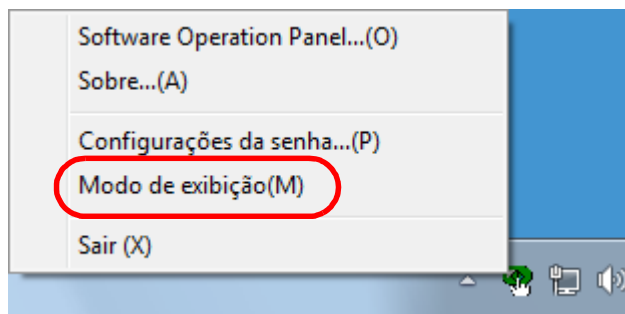 Software Operation Panel...(O)
Sobre...(A)
Configurações da senha...(P)
Modo de exibição(M)
Sair (X)